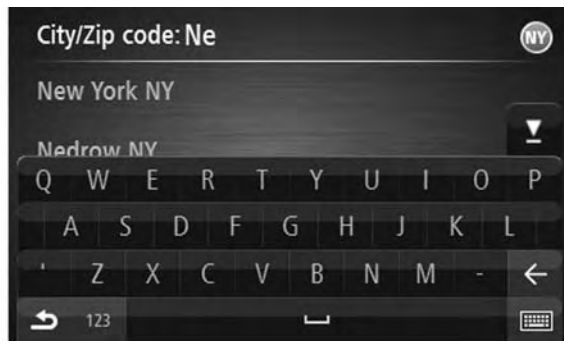 City/Zip code: Ne NY
New York NY
Nedrow NY
Q W E R T Y U I O P
A S D F G H J K L
' Z X C V B N M -
123